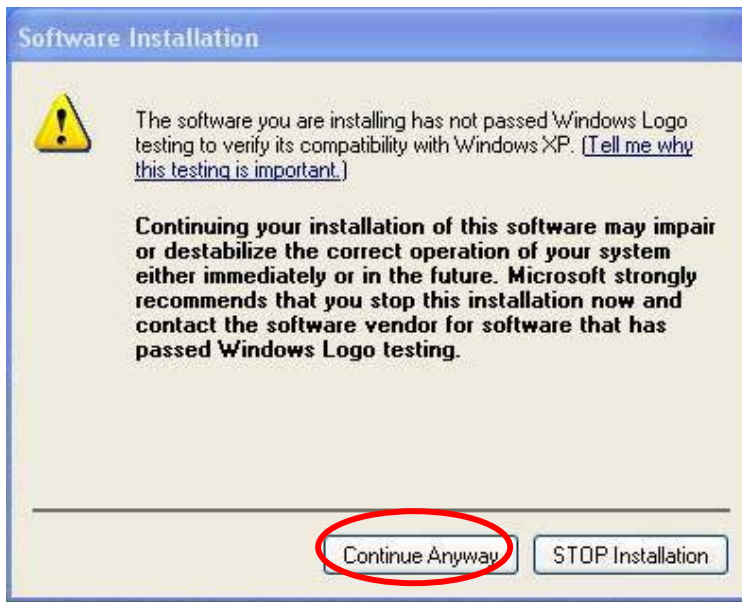 Software Installation
The software you are installing has not passed Windows Logo
testing to verify its compatibility with Windows XP. (Tell me why
this testing is important.)
Continuing your installation of this software may impair
or destabilize the correct operation of your system
either immediately or in the future. Microsoft strongly
recommends that you stop this installation now and
contact the software vendor for software that has
passed Windows Logo testing.
Continue Anyway
STOP Installation